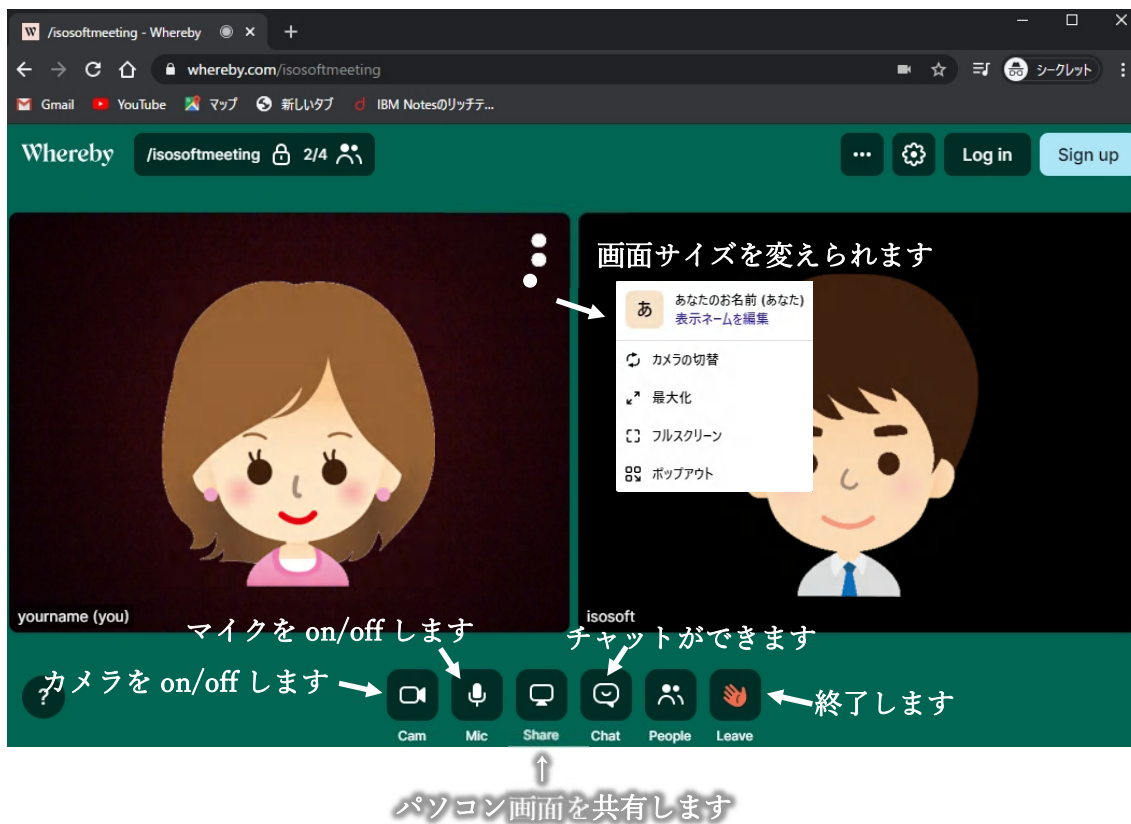 W /isosoftmeeting - Whereby
whereby.com/isosoftmeeting
シークレット
Gmail YouTube マップ 新しいタブ d IBM Notesのリッチテ...
Whereby /isosoftmeeting 2/4 ... Log in Sign up
画面サイズを変えられます
あ あなたのお名前 (あなた)
表示ネームを編集
カメラの切替
最大化
フルスクリーン
ポップアウト
yourname (you)
isosoft
マイクを on/off します
チャットができます
カメラを on/off します
?
終了します
Cam Mic Share Chat People Leave
↑
パソコン画面を共有します